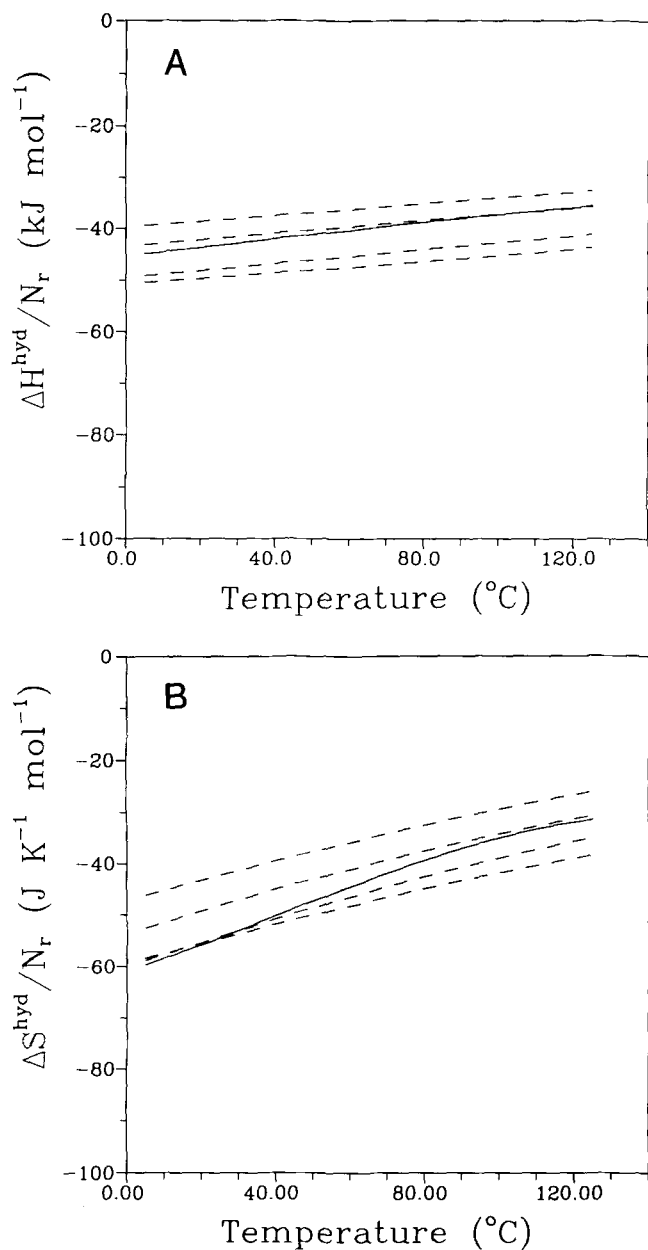 A
ΔH^hyd/N_r (kJ mol⁻¹)
0
−20
−40
−60
−80
−100
0.0 40.0 80.0 120.0
Temperature (°C)
B
ΔS^hyd/N_r (J K⁻¹ mol⁻¹)
0
−20
−40
−60
−80
−100
0.00 40.00 80.00 120.00
Temperature (°C)